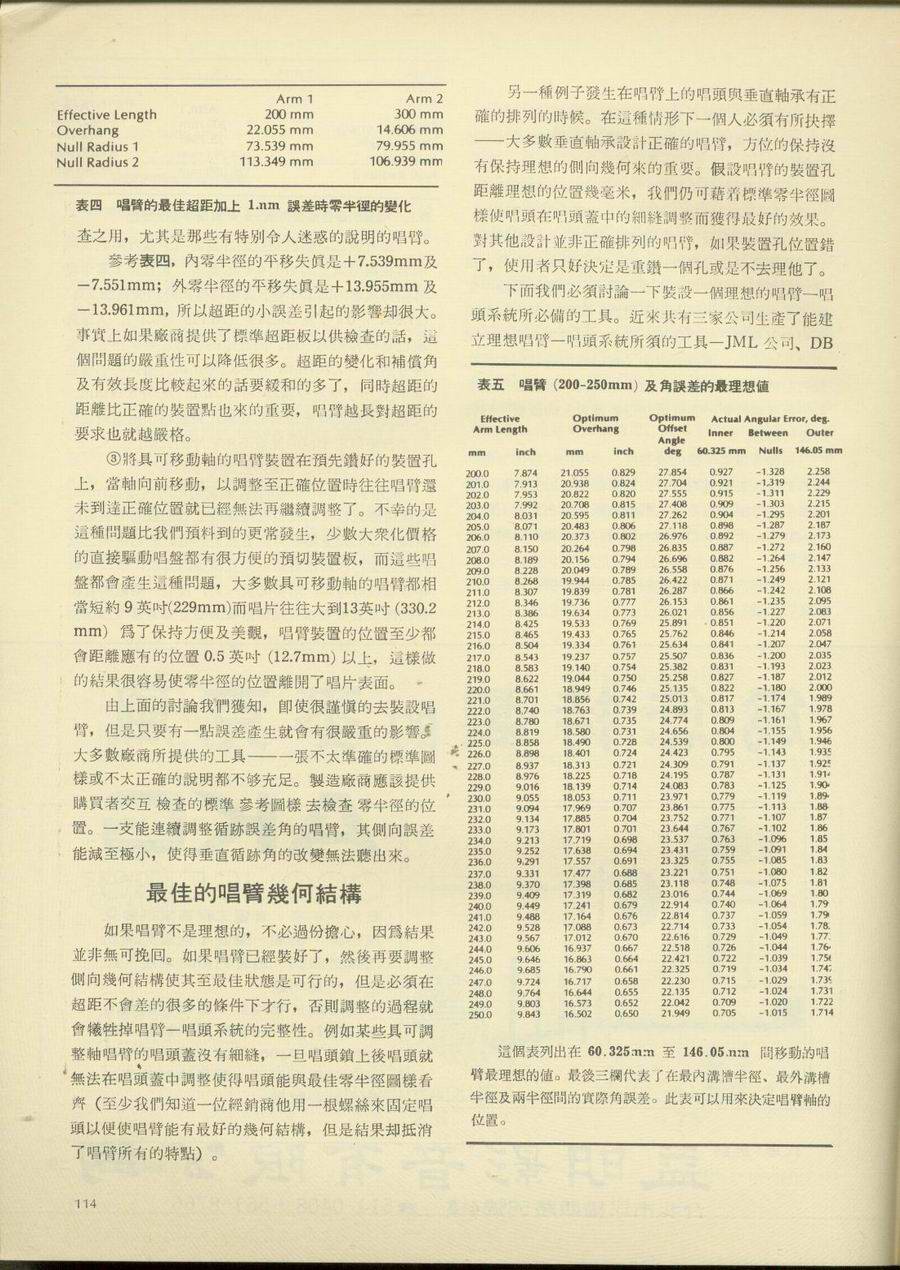 Arm 1 Arm 2
Effective Length 200 mm 300 mm
Overhang 22.055 mm 14.606 mm
Null Radius 1 73.539 mm 79.955 mm
Null Radius 2 113.349 mm 106.939 mm
表四 唱臂的最佳超距加上 1.mm 誤差時零半徑的變化
查之用，尤其是那些有特別令人迷惑的說明的唱臂。
參考表四，內零半徑的平移失眞是＋7.539mm及
－7.551mm；外零半徑的平移失眞是＋13.955mm 及
－13.961mm，所以超距的小誤差引起的影響却很大。
事實上如果廠商提供了標準超距板以供檢查的話，這
個問題的嚴重性可以降低很多。超距的變化和補償角
及有效長度比較起來的話要緩和的多了，同時超距的
距離比正確的裝置點也來的重要，唱臂越長對超距的
要求也就越嚴格。
③將具可移動軸的唱臂裝置在預先鑽好的裝置孔
上，當軸向前移動，以調整至正確位置時往往唱臂還
未到達正確位置就已經無法再繼續調整了。不幸的是
這種問題比我們預料到的更常發生，少數大衆化價格
的直接驅動唱盤都有很方便的預切裝置板，而這些唱
盤都會產生這種問題，大多數具可移動軸的唱臂都相
當短約 9 英吋(229mm)而唱片往往大到13英吋 (330.2
mm) 爲了保持方便及美觀，唱臂裝置的位置至少都
會距離應有的位置 0.5 英吋 (12.7mm) 以上，這樣做
的結果很容易使零半徑的位置離開了唱片表面。
由上面的討論我們獲知，卽使很謹愼的去裝設唱
臂，但是只要有一點誤差產生就會有很嚴重的影響。
大多數廠商所提供的工具———張不太準確的標準圖
樣或不太正確的說明都不够充足。製造廠商應該提供
購買者交互 檢查的標準 參考圖樣 去檢查 零半徑的位
置。一支能連續調整循跡誤差角的唱臂，其側向誤差
能減至極小，使得垂直循跡角的改變無法聽出來。
最佳的唱臂幾何結構
如果唱臂不是理想的，不必過份擔心，因爲結果
並非無可挽回。如果唱臂已經裝好了，然後再要調整
側向幾何結構使其至最佳狀態是可行的，但是必須在
超距不會差的很多的條件下才行，否則調整的過程就
會犧牲掉唱臂—唱頭系統的完整性。例如某些具可調
整軸唱臂的唱頭蓋沒有細縫，一旦唱頭鎖上後唱頭就
無法在唱頭蓋中調整使得唱頭能與最佳零半徑圖樣看
齊（至少我們知道一位經銷商他用一根螺絲來固定唱
頭以便使唱臂能有最好的幾何結構，但是結果却抵消
了唱臂所有的特點）。
114
另一種例子發生在唱臂上的唱頭與垂直軸承有正
確的排列的時候。在這種情形下一個人必須有所抉擇
——大多數垂直軸承設計正確的唱臂，方位的保持沒
有保持理想的側向幾何來的重要。假設唱臂的裝置孔
距離理想的位置幾毫米，我們仍可藉着標準零半徑圖
樣使唱頭在唱頭蓋中的細縫調整而獲得最好的效果。
對其他設計並非正確排列的唱臂，如果裝置孔位置錯
了，使用者只好決定是重鑽一個孔或是不去理他了。
下面我們必須討論一下裝設一個理想的唱臂—唱
頭系統所必備的工具。近來共有三家公司生產了能建
立理想唱臂—唱頭系統所須的工具—JML 公司、DB
表五 唱臂（200-250mm）及角誤差的最理想値
Effective Optimum Optimum Actual Angular Error, deg.
Arm Length Overhang Offset Inner Between Outer
Angle
mm inch mm inch deg 60.325 mm Nulls 146.05 mm
200.0 7.874 21.055 0.829 27.854 0.927 -1.328 2.258
201.0 7.913 20.938 0.824 27.704 0.921 -1.319 2.244
202.0 7.953 20.822 0.820 27.555 0.915 -1.311 2.229
203.0 7.992 20.708 0.815 27.408 0.909 -1.303 2.215
204.0 8.031 20.595 0.811 27.262 0.904 -1.295 2.201
205.0 8.071 20.483 0.806 27.118 0.898 -1.287 2.187
206.0 8.110 20.373 0.802 26.976 0.892 -1.279 2.173
207.0 8.150 20.264 0.798 26.835 0.887 -1.272 2.160
208.0 8.189 20.156 0.794 26.696 0.882 -1.264 2.147
209.0 8.228 20.049 0.789 26.558 0.876 -1.256 2.133
210.0 8.268 19.944 0.785 26.422 0.871 -1.249 2.121
211.0 8.307 19.839 0.781 26.287 0.866 -1.242 2.108
212.0 8.346 19.736 0.777 26.153 0.861 -1.235 2.095
213.0 8.386 19.634 0.773 26.021 0.856 -1.227 2.083
214.0 8.425 19.533 0.769 25.891 0.851 -1.220 2.071
215.0 8.465 19.433 0.765 25.762 0.846 -1.214 2.058
216.0 8.504 19.334 0.761 25.634 0.841 -1.207 2.047
217.0 8.543 19.237 0.757 25.507 0.836 -1.200 2.035
218.0 8.583 19.140 0.754 25.382 0.831 -1.193 2.023
219.0 8.622 19.044 0.750 25.258 0.827 -1.187 2.012
220.0 8.661 18.949 0.746 25.135 0.822 -1.180 2.000
221.0 8.701 18.856 0.742 25.013 0.817 -1.174 1.989
222.0 8.740 18.763 0.739 24.893 0.813 -1.167 1.978
223.0 8.780 18.671 0.735 24.774 0.809 -1.161 1.967
224.0 8.819 18.580 0.731 24.656 0.804 -1.155 1.956
225.0 8.858 18.490 0.728 24.539 0.800 -1.149 1.946
226.0 8.898 18.401 0.724 24.423 0.795 -1.143 1.935
227.0 8.937 18.313 0.721 24.309 0.791 -1.137 1.925
228.0 8.976 18.225 0.718 24.195 0.787 -1.131 1.914
229.0 9.016 18.139 0.714 24.083 0.783 -1.125 1.90
230.0 9.055 18.053 0.711 23.971 0.779 -1.119 1.89
231.0 9.094 17.969 0.707 23.861 0.775 -1.113 1.88
232.0 9.134 17.885 0.704 23.752 0.771 -1.107 1.87
233.0 9.173 17.801 0.701 23.644 0.767 -1.102 1.86
234.0 9.213 17.719 0.698 23.537 0.763 -1.096 1.85
235.0 9.252 17.638 0.694 23.431 0.759 -1.091 1.84
236.0 9.291 17.557 0.691 23.325 0.755 -1.085 1.83
237.0 9.331 17.477 0.688 23.221 0.751 -1.080 1.82
238.0 9.370 17.398 0.685 23.118 0.748 -1.075 1.81
239.0 9.409 17.319 0.682 23.016 0.744 -1.069 1.80
240.0 9.449 17.241 0.679 22.914 0.740 -1.064 1.79
241.0 9.488 17.164 0.676 22.814 0.737 -1.059 1.79
242.0 9.528 17.088 0.673 22.714 0.733 -1.054 1.78
243.0 9.567 17.012 0.670 22.616 0.729 -1.049 1.77
244.0 9.606 16.937 0.667 22.518 0.726 -1.044 1.76
245.0 9.646 16.863 0.664 22.421 0.722 -1.039 1.75
246.0 9.685 16.790 0.661 22.325 0.719 -1.034 1.74
247.0 9.724 16.717 0.658 22.230 0.715 -1.029 1.73
248.0 9.764 16.644 0.655 22.135 0.712 -1.024 1.731
249.0 9.803 16.573 0.652 22.042 0.709 -1.020 1.722
250.0 9.843 16.502 0.650 21.949 0.705 -1.015 1.714
這個表列出在 60.325mm 至 146.05mm 間移動的唱
臂最理想的値。最後三欄代表了在最內溝槽半徑、最外溝槽
半徑及兩半徑間的實際角誤差。此表可以用來決定唱臂軸的
位置。